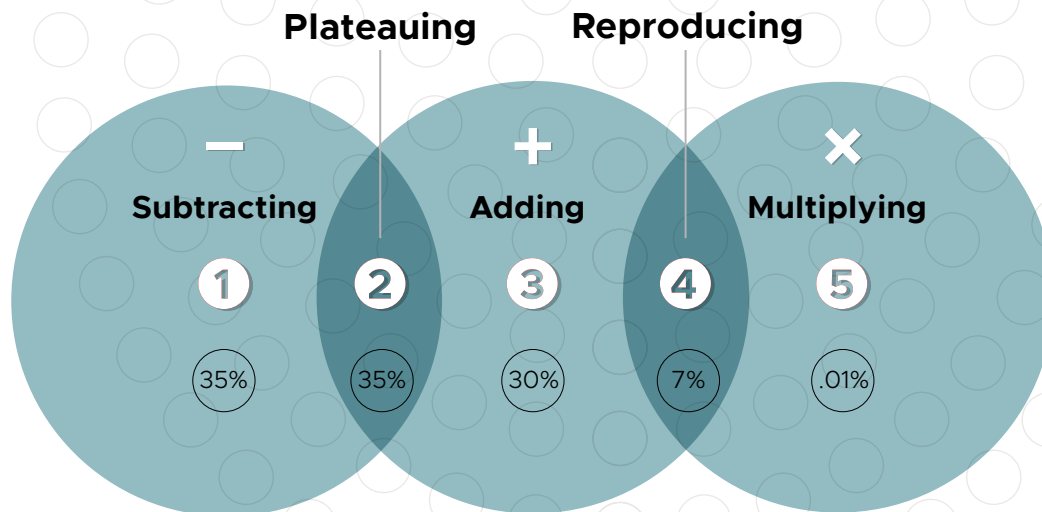 Plateauing Reproducing
− + ×
Subtracting Adding Multiplying
1 2 3 4 5
35% 35% 30% 7% .01%